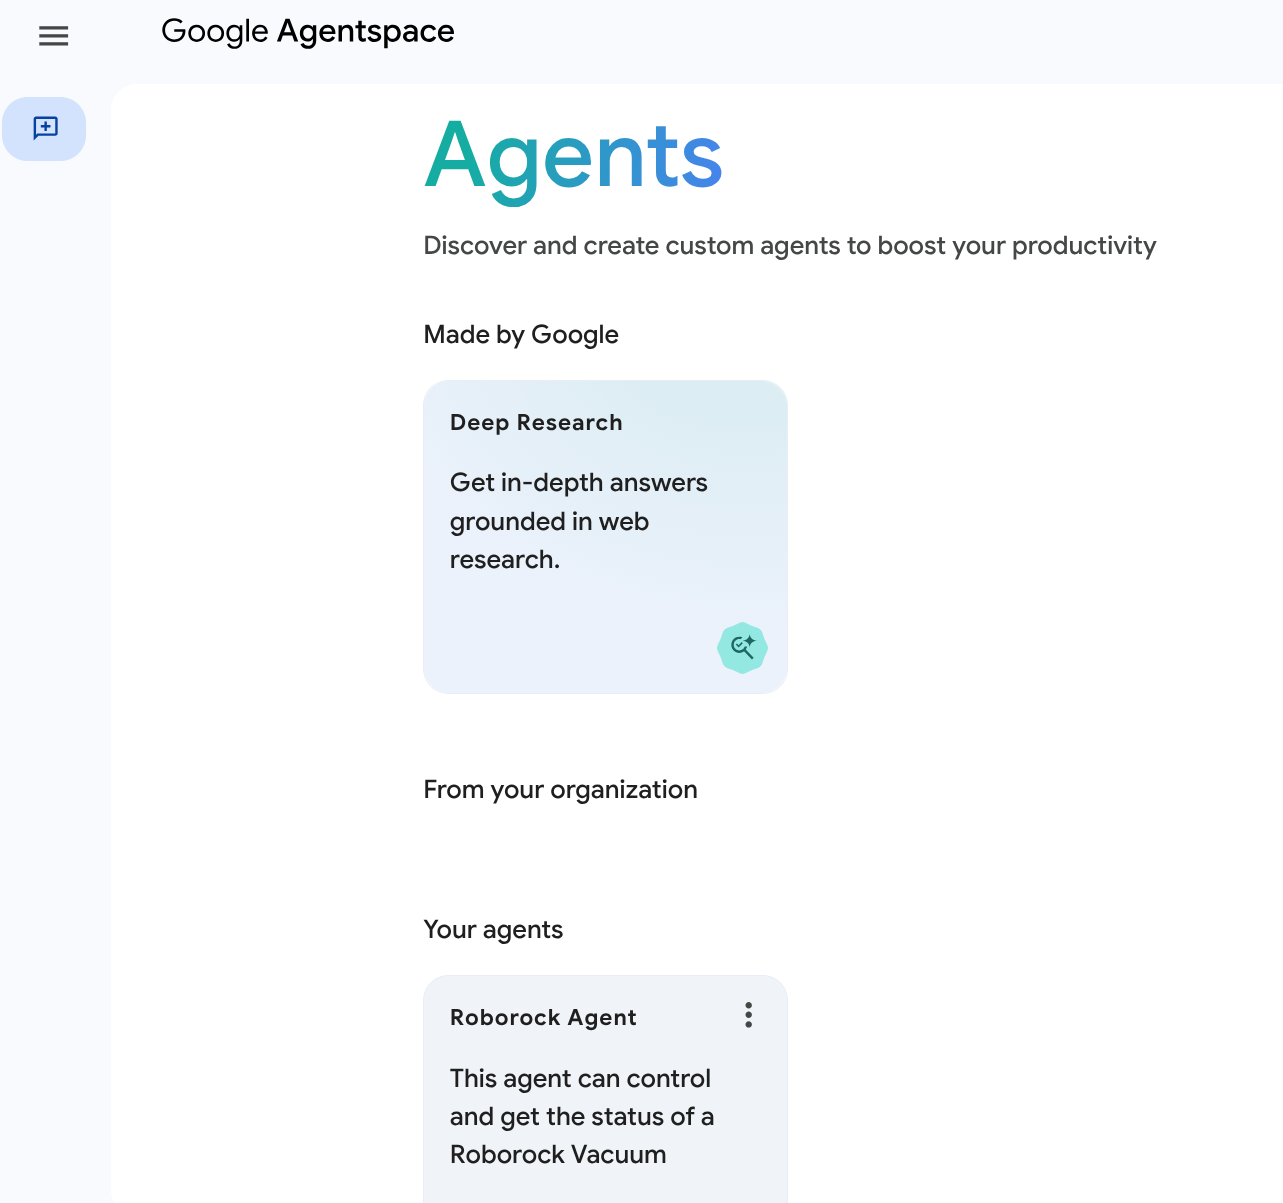 Google Agentspace
Agents
Discover and create custom agents to boost your productivity
Made by Google
Deep Research
Get in-depth answers
grounded in web
research.
From your organization
Your agents
Roborock Agent
This agent can control
and get the status of a
Roborock Vacuum